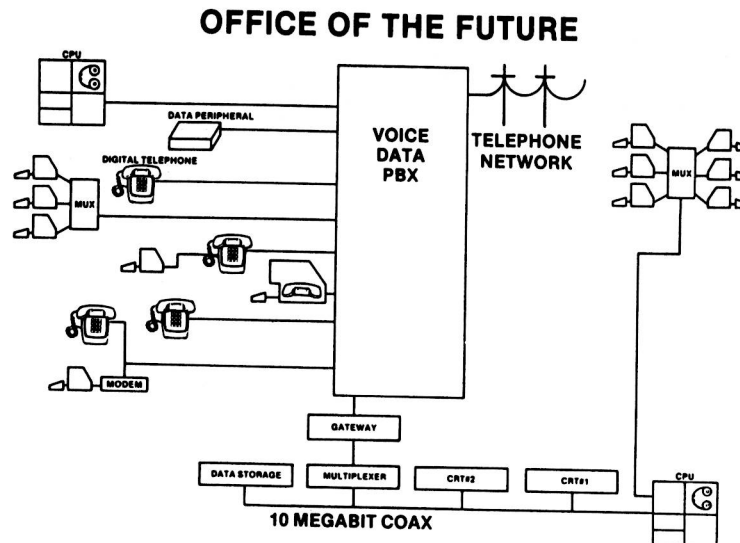 OFFICE OF THE FUTURE
CPU
DATA PERIPHERAL
DIGITAL TELEPHONE
MUX
VOICE
DATA
PBX
TELEPHONE
NETWORK
MUX
MODEM
GATEWAY
DATA STORAGE
MULTIPLEXER
CRT#2
CRT#1
CPU
10 MEGABIT COAX